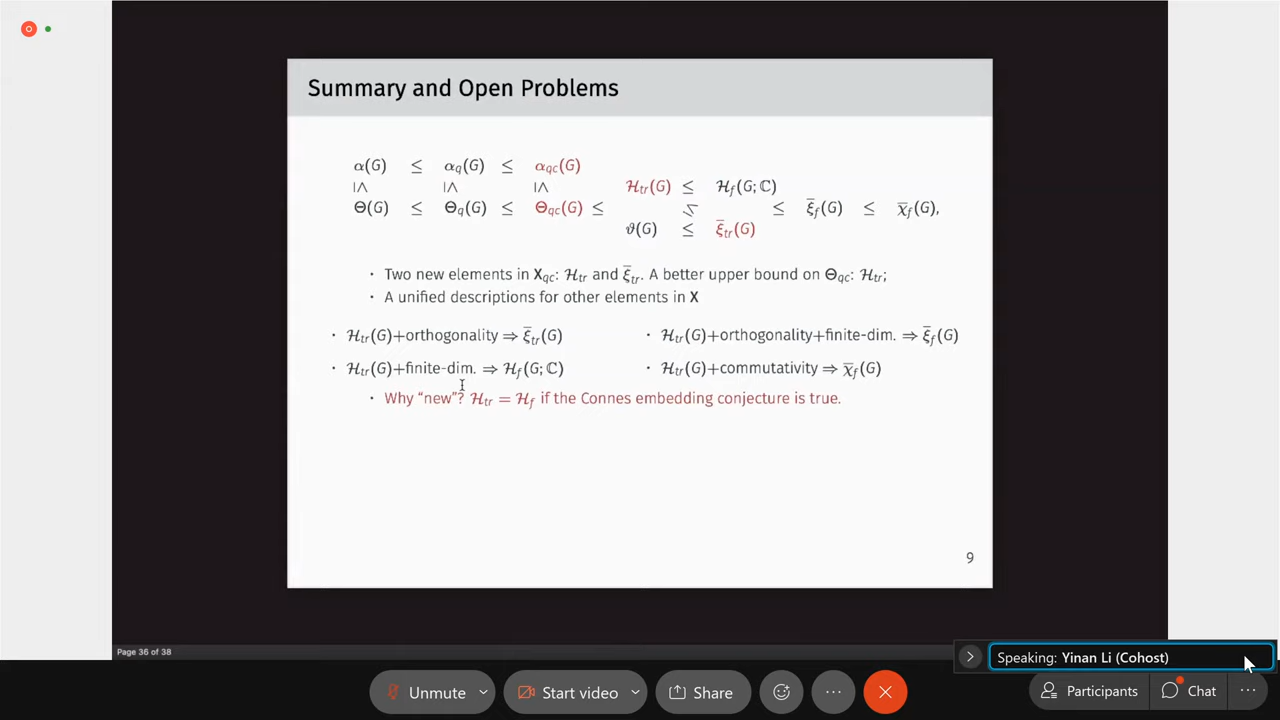 Summary and Open Problems
α(G) ≤ α_q(G) ≤ α_qc(G)
I∧ I∧ I∧ ℋ_tr(G) ≤ ℋ_f(G; ℂ)
Θ(G) ≤ Θ_q(G) ≤ Θ_qc(G) ≤ ≤ ξ̄_f(G) ≤ χ̄_f(G),
ϑ(G) ≤ ξ̄_tr(G)
· Two new elements in X_qc: ℋ_tr and ξ̄_tr. A better upper bound on Θ_qc: ℋ_tr;
· A unified descriptions for other elements in X
· ℋ_tr(G)+orthogonality ⇒ ξ̄_tr(G) · ℋ_tr(G)+orthogonality+finite-dim. ⇒ ξ̄_f(G)
· ℋ_tr(G)+finite-dim. ⇒ ℋ_f(G; ℂ) · ℋ_tr(G)+commutativity ⇒ χ̄_f(G)
· Why “new”? ℋ_tr = ℋ_f if the Connes embedding conjecture is true.
9
Page 36 of 38
Speaking: Yinan Li (Cohost)
Unmute Start video Share Participants Chat